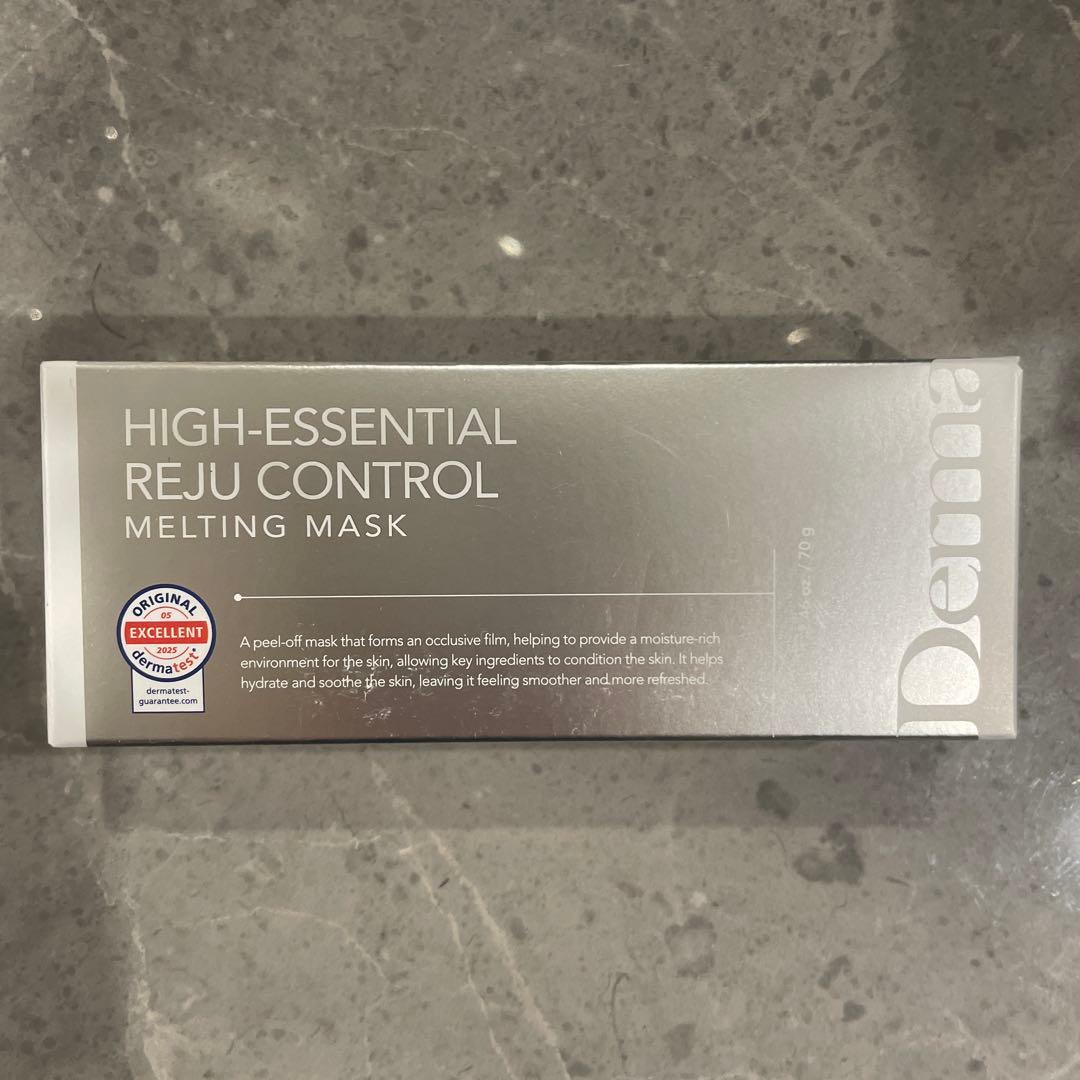 HIGH-ESSENTIAL
REJU CONTROL
MELTING MASK
ORIGINAL
05
EXCELLENT
2025
dermatest®
dermatest-
guarantee.com
A peel-off mask that forms an occlusive film, helping to provide a moisture-rich
environment for the skin, allowing key ingredients to condition the skin. It helps
hydrate and soothe the skin, leaving it feeling smoother and more refreshed.
oz. / 70 g
Derma